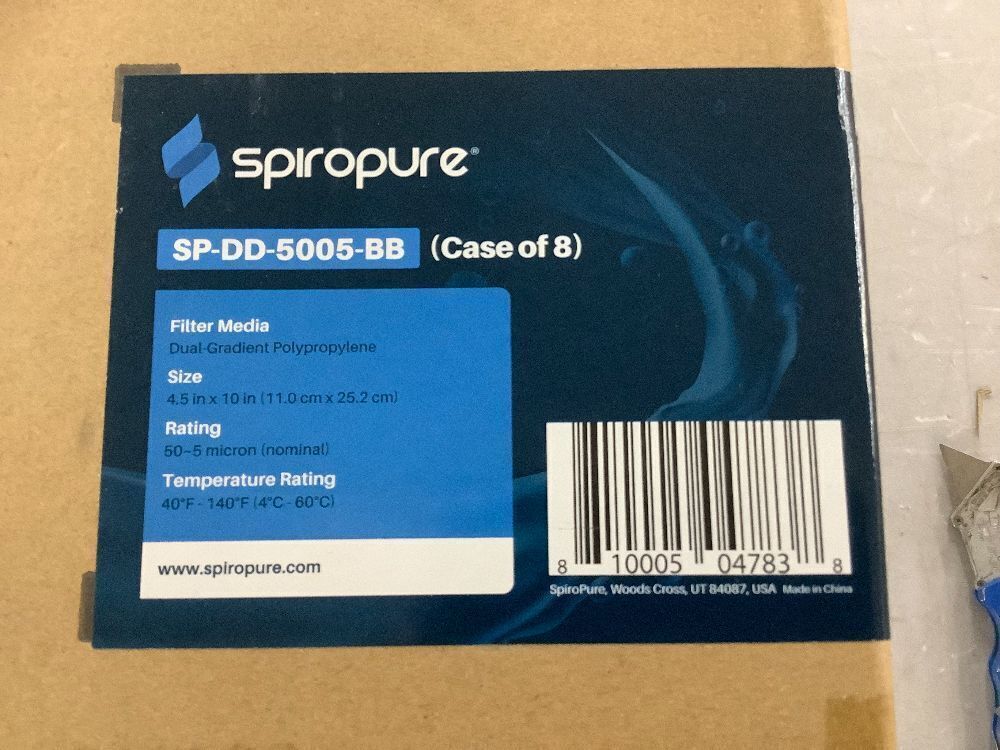 spiropure®
SP-DD-5005-BB (Case of 8)
Filter Media
Dual-Gradient Polypropylene
Size
4.5 in x 10 in (11.0 cm x 25.2 cm)
Rating
50~5 micron (nominal)
Temperature Rating
40°F - 140°F (4°C - 60°C)
www.spiropure.com
8 10005 04783 8
SpiroPure, Woods Cross, UT 84087, USA Made in China